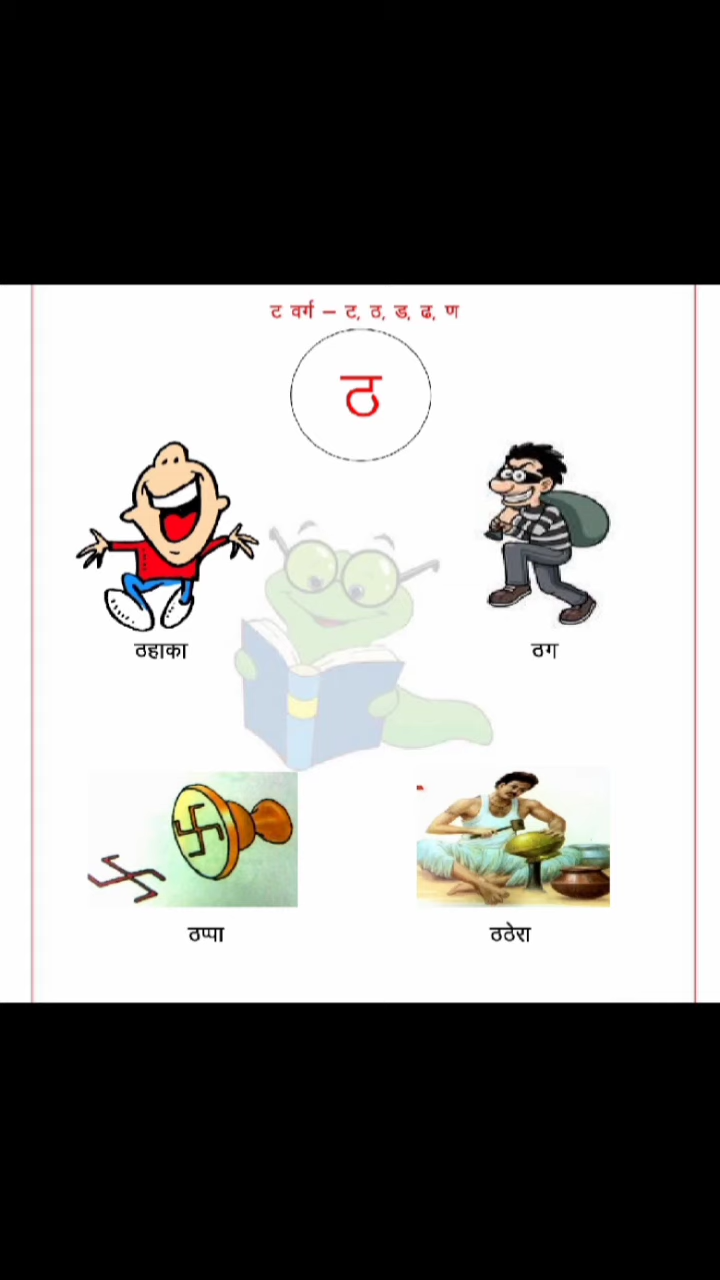 ट वर्ग – ट, ठ, ड, ढ, ण
ठ
ठहाका
ठग
ठप्पा
ठठेरा